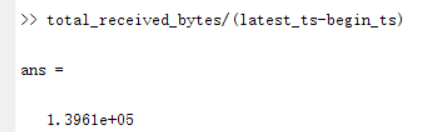 >> total_received_bytes/(latest_ts-begin_ts)
ans =
1.3961e+05